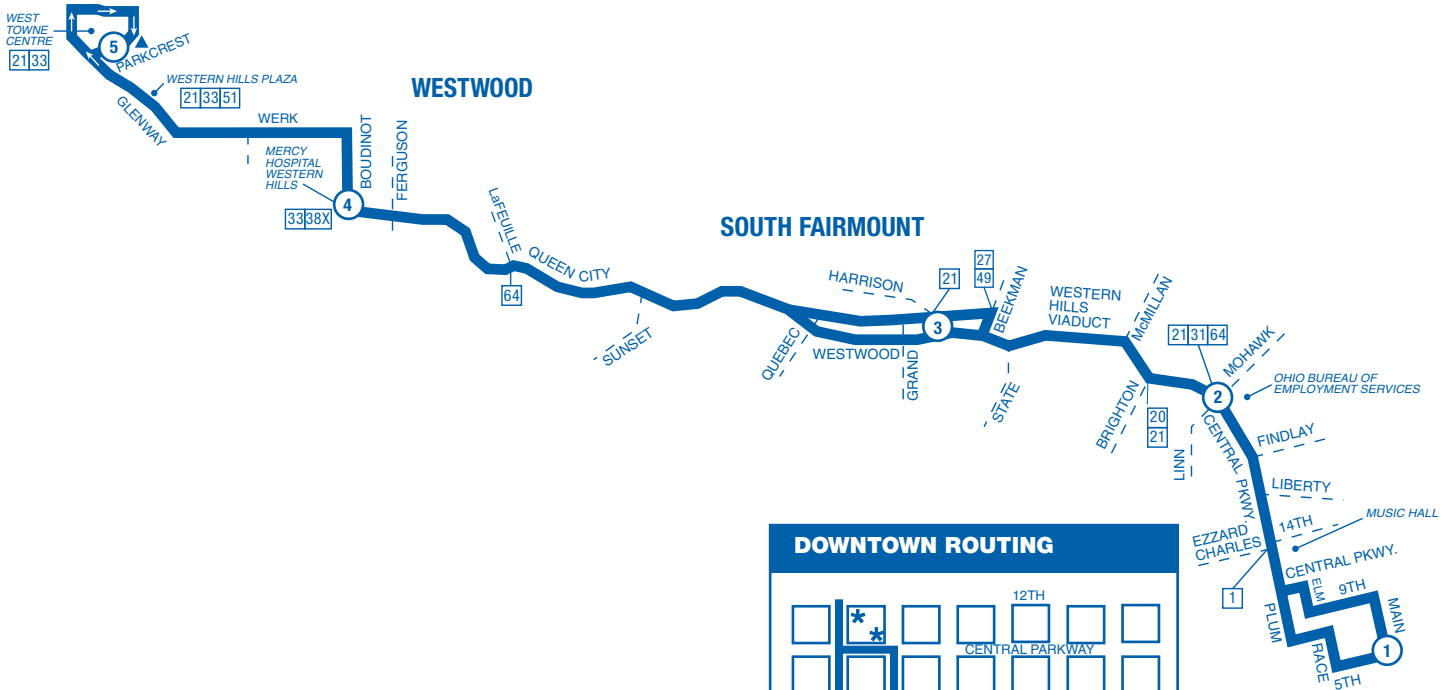 WEST
TOWNE
CENTRE
21 33
5
PARKCREST
WESTERN HILLS PLAZA
21 33 51
GLENWAY
WERK
WESTWOOD
BOUDINOT
FERGUSON
MERCY
HOSPITAL
WESTERN
HILLS
4
33 38X
LaFEUILLE
64
QUEEN CITY
SUNSET
SOUTH FAIRMOUNT
HARRISON
21
27
49
BEEKMAN
3
QUEBEC
WESTWOOD
GRAND
STATE
WESTERN
HILLS
VIADUCT
McMILLAN
BRIGHTON
20
21
21 31 64
MOHAWK
2
OHIO BUREAU OF
EMPLOYMENT SERVICES
LINN
CENTRAL PKWY.
FINDLAY
LIBERTY
MUSIC HALL
EZZARD
CHARLES
14TH
1
CENTRAL PKWY.
ELM
9TH
MAIN
PLUM
RACE
5TH
1
DOWNTOWN ROUTING
12TH
* *
CENTRAL PARKWAY